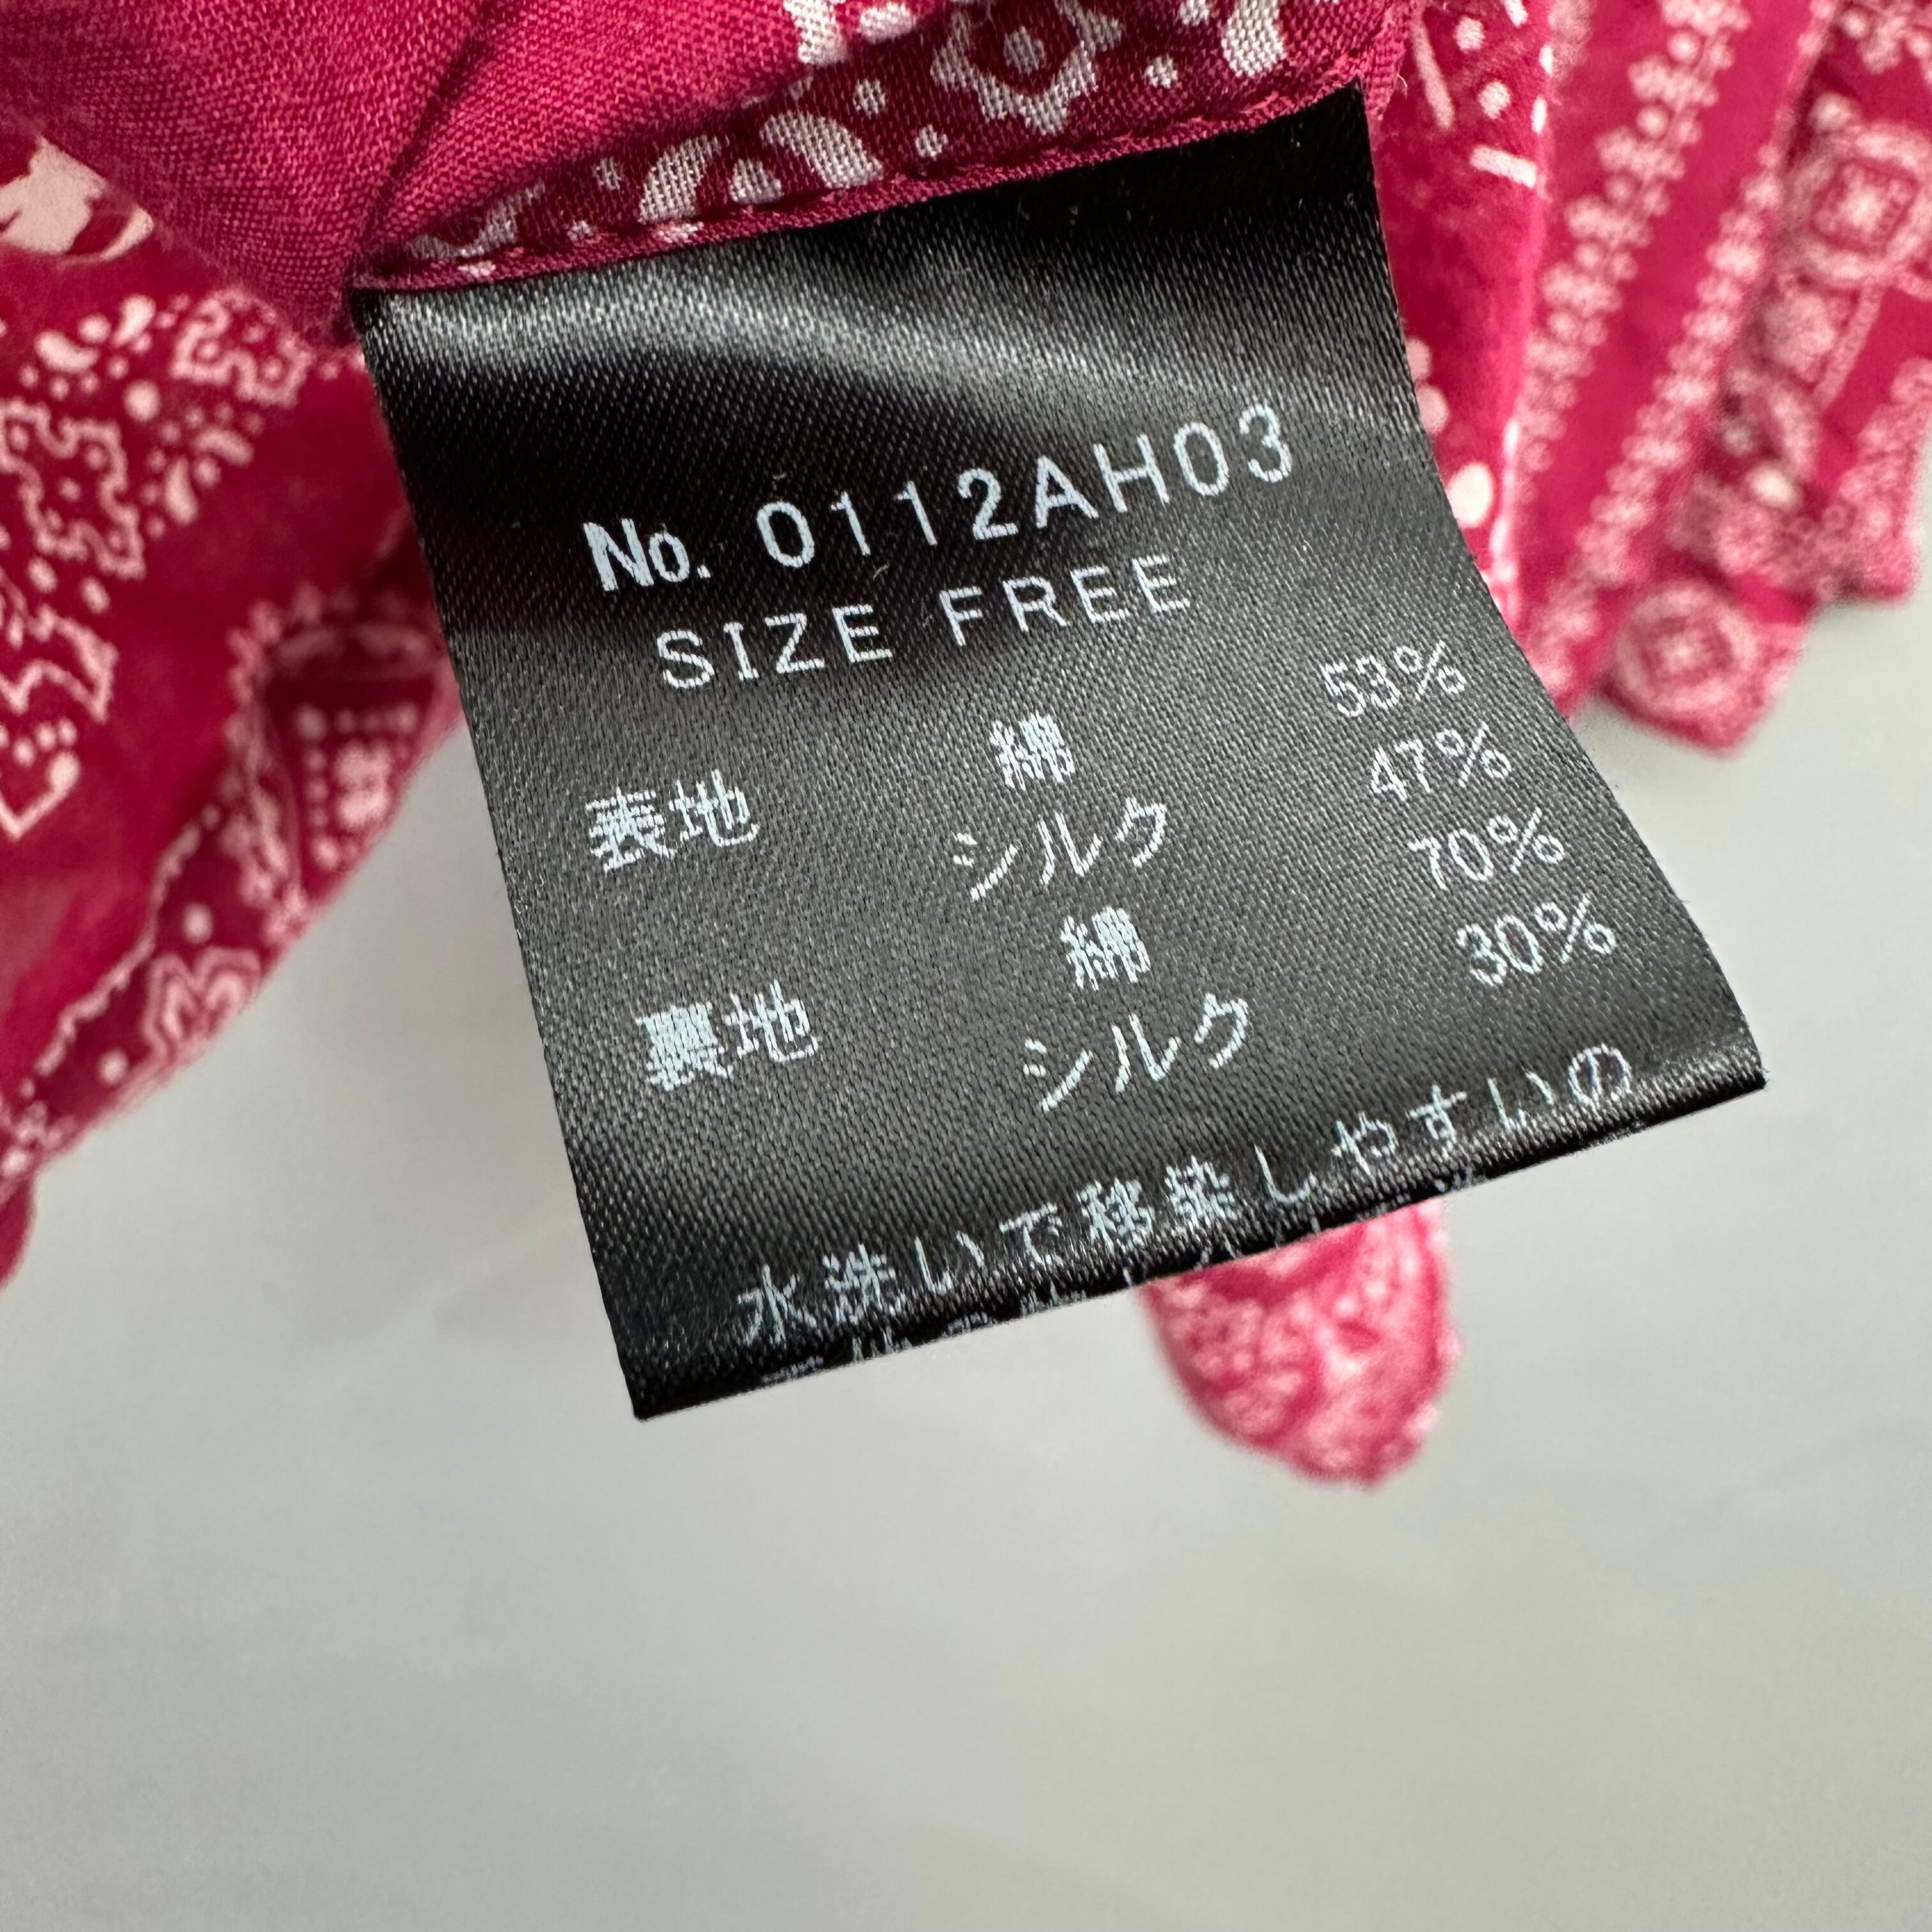 No. 0112AH03
SIZE FREE
表地 綿 53%
シルク 47%
裏地 綿 70%
シルク 30%
水洗いで移染しやすいの